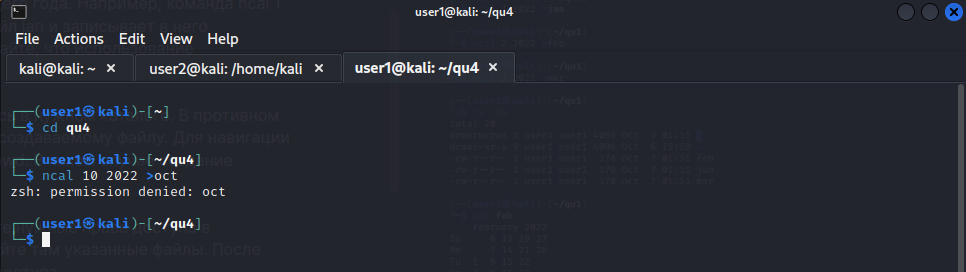 user1@kali: ~/qu4
File Actions Edit View Help
kali@kali: ~ × user2@kali: /home/kali × user1@kali: ~/qu4 ×
┌──(user1㉿kali)-[~]
└─$ cd qu4
┌──(user1㉿kali)-[~/qu4]
└─$ ncal 10 2022 >oct
zsh: permission denied: oct
┌──(user1㉿kali)-[~/qu4]
└─$